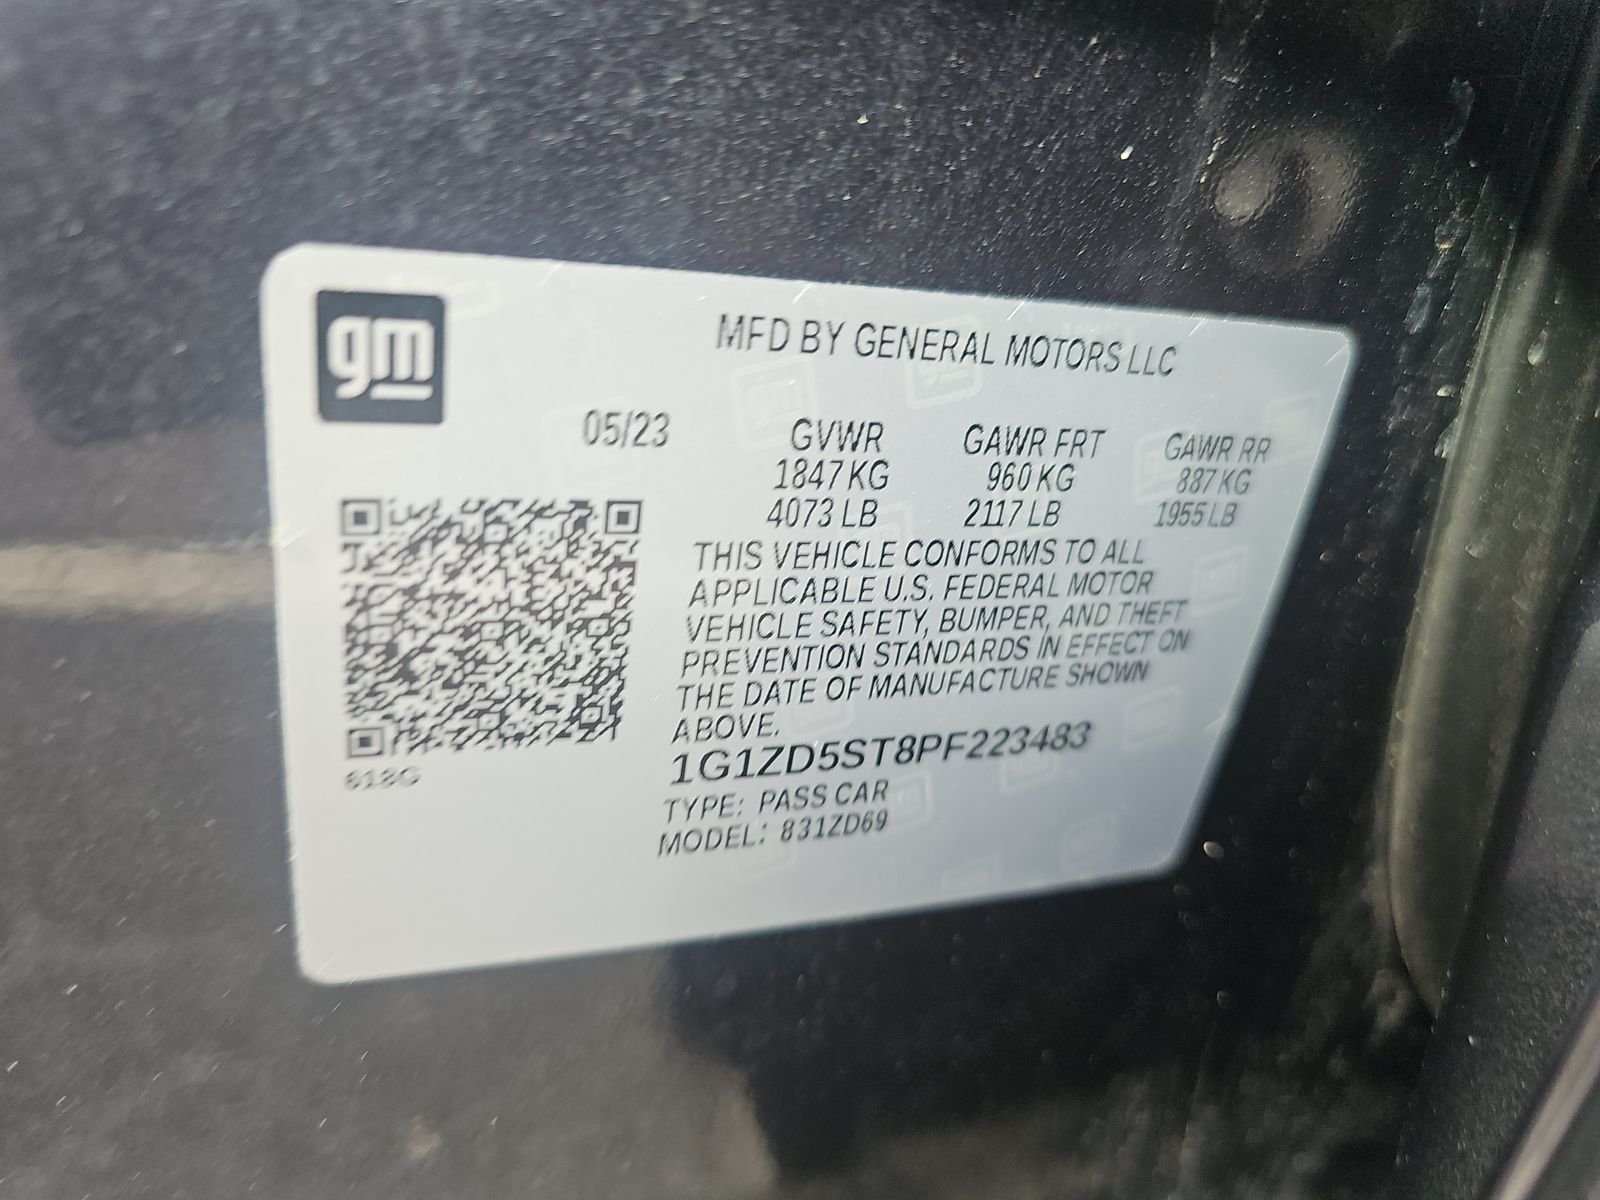 gm
MFD BY GENERAL MOTORS LLC
05/23 GVWR GAWR FRT GAWR RR
1847 KG 960 KG 887 KG
4073 LB 2117 LB 1955 LB
THIS VEHICLE CONFORMS TO ALL
APPLICABLE U.S. FEDERAL MOTOR
VEHICLE SAFETY, BUMPER, AND THEFT
PREVENTION STANDARDS IN EFFECT ON
THE DATE OF MANUFACTURE SHOWN
ABOVE.
1G1ZD5ST8PF223483
TYPE: PASS CAR
MODEL: 831ZD69
618G